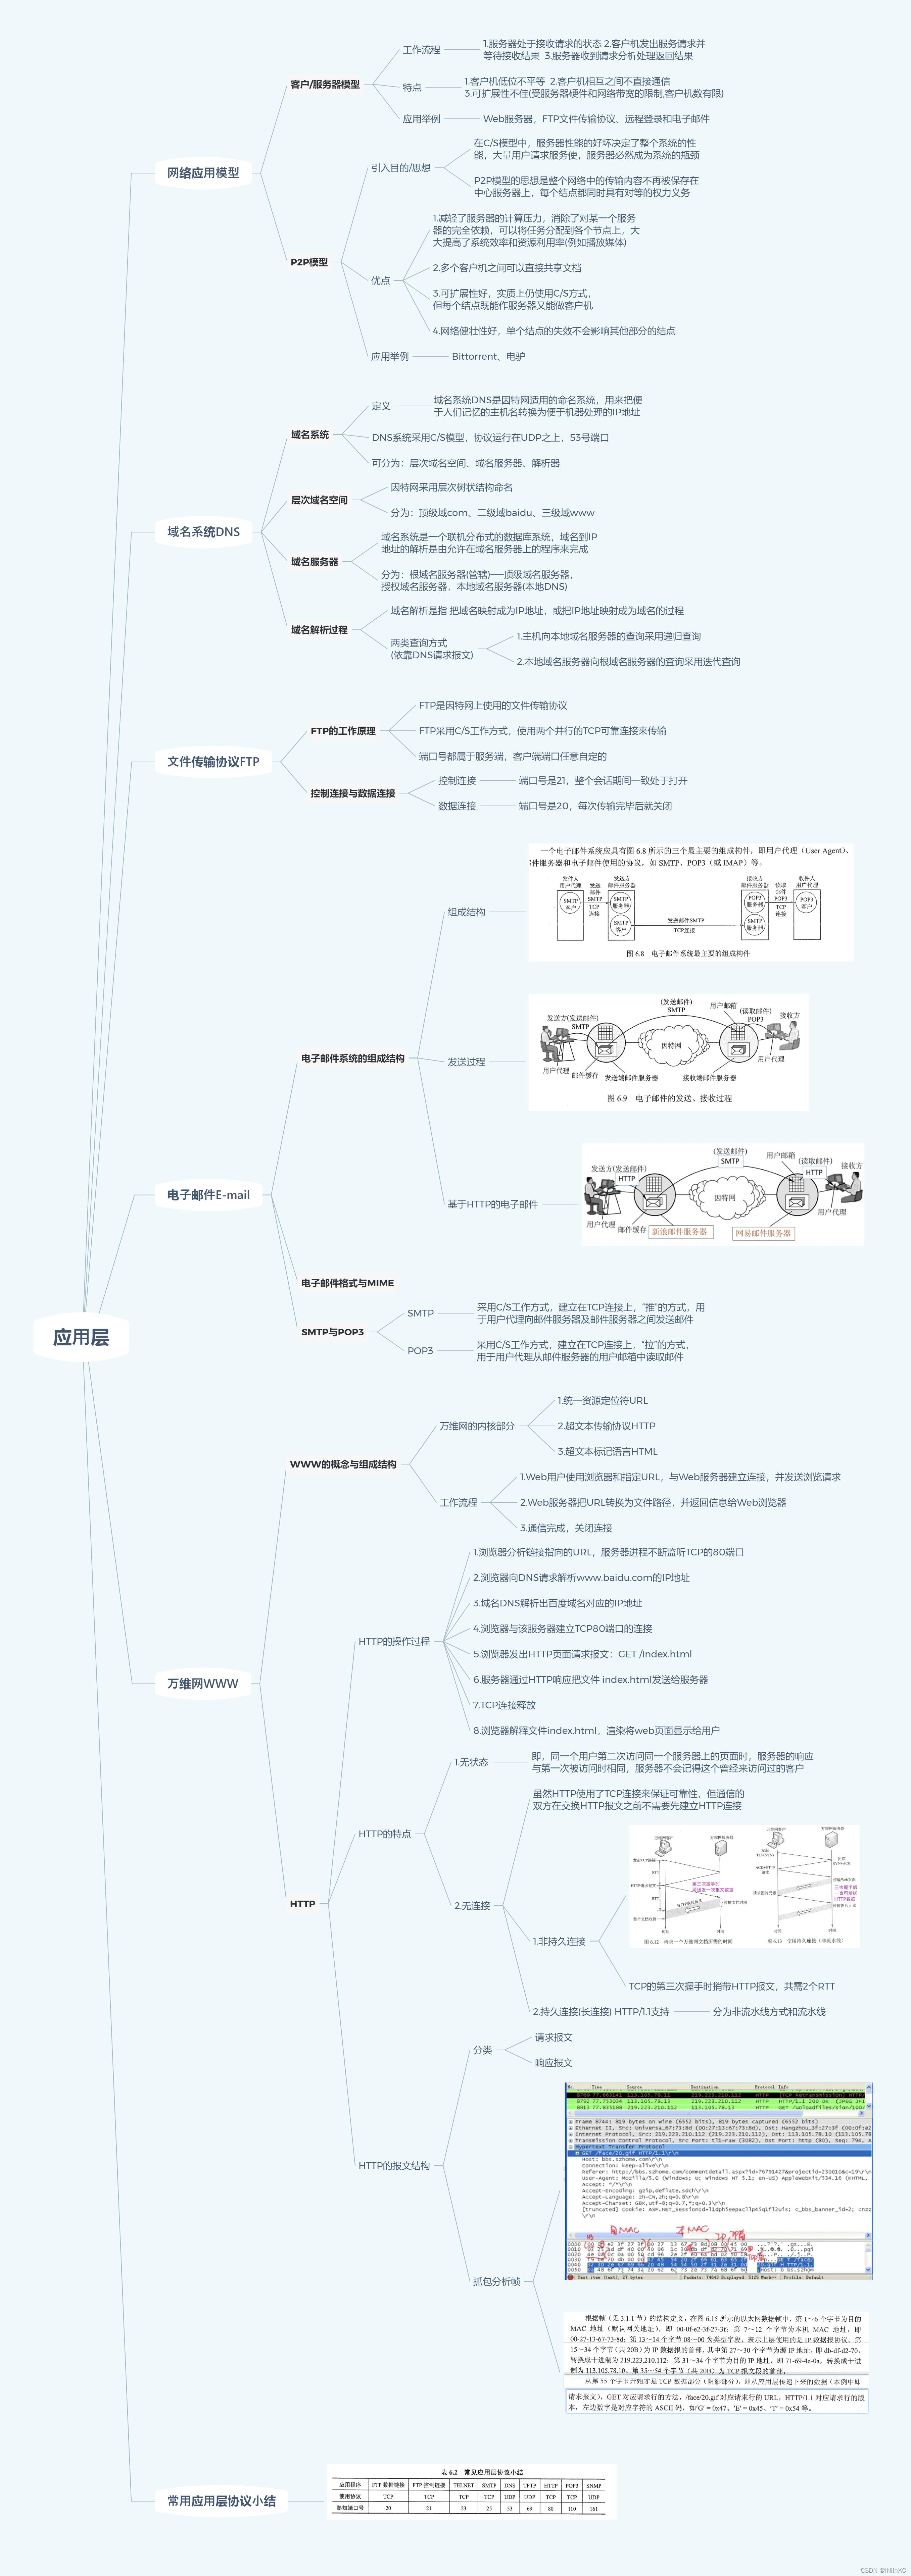 应用层
网络应用模型
客户/服务器模型
工作流程
1.服务器处于接收请求的状态 2.客户机发出服务请求并
等待接收结果 3.服务器收到请求分析处理返回结果
特点
1.客户机低位不平等 2.客户机相互之间不直接通信
3.可扩展性不佳(受服务器硬件和网络带宽的限制,客户机数有限)
应用举例
Web服务器，FTP文件传输协议、远程登录和电子邮件
P2P模型
引入目的/思想
在C/S模型中，服务器性能的好坏决定了整个系统的性
能，大量用户请求服务使，服务器必然成为系统的瓶颈
P2P模型的思想是整个网络中的传输内容不再被保存在
中心服务器上，每个结点都同时具有对等的权力义务
优点
1.减轻了服务器的计算压力，消除了对某一个服务
器的完全依赖，可以将任务分配到各个节点上，大
大提高了系统效率和资源利用率(例如播放媒体)
2.多个客户机之间可以直接共享文档
3.可扩展性好，实质上仍使用C/S方式，
但每个结点既能作服务器又能做客户机
4.网络健壮性好，单个结点的失效不会影响其他部分的结点
应用举例
Bittorrent、电驴
域名系统DNS
域名系统
定义
域名系统DNS是因特网适用的命名系统，用来把便
于人们记忆的主机名转换为便于机器处理的IP地址
DNS系统采用C/S模型，协议运行在UDP之上，53号端口
可分为：层次域名空间、域名服务器、解析器
层次域名空间
因特网采用层次树状结构命名
分为：顶级域com、二级域baidu、三级域www
域名服务器
域名系统是一个联机分布式的数据库系统，域名到IP
地址的解析是由允许在域名服务器上的程序来完成
分为：根域名服务器(管辖)—顶级域名服务器，
授权域名服务器，本地域名服务器(本地DNS)
域名解析过程
域名解析是指 把域名映射成为IP地址，或把IP地址映射成为域名的过程
两类查询方式
(依靠DNS请求报文)
1.主机向本地域名服务器的查询采用递归查询
2.本地域名服务器向根域名服务器的查询采用迭代查询
文件传输协议FTP
FTP的工作原理
FTP是因特网上使用的文件传输协议
FTP采用C/S工作方式，使用两个并行的TCP可靠连接来传输
端口号都属于服务端，客户端端口任意自定的
控制连接与数据连接
控制连接
端口号是21，整个会话期间一致处于打开
数据连接
端口号是20，每次传输完毕后就关闭
电子邮件E-mail
电子邮件系统的组成结构
组成结构
一个电子邮件系统应具有图 6.8 所示的三个最主要的组成构件，即用户代理（User Agent）、
邮件服务器和电子邮件使用的协议，如 SMTP、POP3（或 IMAP）等。
发件人
用户代理
发送
邮件
SMTP
TCP
连接
发送方
邮件服务器
接收方
邮件服务器
读取
邮件
POP3
TCP
连接
收件人
用户代理
SMTP
客户
SMTP
服务器
SMTP
客户
发送邮件SMTP
TCP连接
POP3
服务器
SMTP
服务器
POP3
客户
图 6.8 电子邮件系统最主要的组成构件
发送过程
(发送邮件)
SMTP
用户邮箱
(读取邮件)
POP3
接收方
发送方(发送邮件)
SMTP
因特网
用户代理
邮件缓存
发送端邮件服务器
接收端邮件服务器
用户代理
图 6.9 电子邮件的发送、接收过程
基于HTTP的电子邮件
(发送邮件)
SMTP
用户邮箱
(读取邮件)
HTTP
接收方
发送方(发送邮件)
HTTP
因特网
用户代理
邮件缓存
新浪邮件服务器
网易邮件服务器
用户代理
电子邮件格式与MIME
SMTP与POP3
SMTP
采用C/S工作方式，建立在TCP连接上，“推”的方式，用
于用户代理向邮件服务器及邮件服务器之间发送邮件
POP3
采用C/S工作方式，建立在TCP连接上，“拉”的方式，
用于用户代理从邮件服务器的用户邮箱中读取邮件
万维网WWW
WWW的概念与组成结构
万维网的内核部分
1.统一资源定位符URL
2.超文本传输协议HTTP
3.超文本标记语言HTML
工作流程
1.Web用户使用浏览器和指定URL，与Web服务器建立连接，并发送浏览请求
2.Web服务器把URL转换为文件路径，并返回信息给Web浏览器
3.通信完成，关闭连接
HTTP
HTTP的操作过程
1.浏览器分析链接指向的URL，服务器进程不断监听TCP的80端口
2.浏览器向DNS请求解析www.baidu.com的IP地址
3.域名DNS解析出百度域名对应的IP地址
4.浏览器与该服务器建立TCP80端口的连接
5.浏览器发出HTTP页面请求报文：GET /index.html
6.服务器通过HTTP响应把文件 index.html发送给服务器
7.TCP连接释放
8.浏览器解释文件index.html，渲染将web页面显示给用户
HTTP的特点
1.无状态
即，同一个用户第二次访问同一个服务器上的页面时，服务器的响应
与第一次被访问时相同，服务器不会记得这个曾经来访问过的客户
2.无连接
虽然HTTP使用了TCP连接来保证可靠性，但通信的
双方在交换HTTP报文之前不需要先建立HTTP连接
1.非持久连接
万维网客户
万维网服务器
RTT
RTT
图 6.12 请求一个万维网文档所需的时间
图 6.13 使用持久连接（非流水线）
TCP的第三次握手时捎带HTTP报文，共需2个RTT
2.持久连接(长连接) HTTP/1.1支持
分为非流水线方式和流水线
HTTP的报文结构
分类
请求报文
响应报文
抓包分析帧
Hypertext Transfer Protocol
GET /face/20.gif HTTP/1.1\r\n
Host: bbs.szhome.com\r\n
Connection: keep-alive\r\n
Accept: */*\r\n
Accept-Encoding: gzip,deflate,sdch\r\n
Accept-Language: zh-CN,zh;q=0.8\r\n
Accept-Charset: GBK,utf-8;q=0.7,*;q=0.3\r\n
根据帧（见 3.1.1 节）的结构定义，在图 6.15 所示的以太网数据帧中，第 1~6 个字节为目的
MAC 地址（默认网关地址），即 00-0f-e2-3f-27-3f；第 7~12 个字节为本机 MAC 地址，即
00-27-13-67-73-8d；第 13~14 个字节 08~00 为类型字段，表示上层使用的是 IP 数据报协议。第
15~34 个字节（共 20B）为 IP 数据报的首部，其中第 27~30 个字节为源 IP 地址，即 db-df-d2-70，
转换成十进制为 219.223.210.112；第 31~34 个字节为目的 IP 地址，即 71-69-4e-0a，转换成十进
制为 113.105.78.10。第 35~54 个字节（共 20B）为 TCP 报文段的首部。
从第 55 个字节开始才是 TCP 数据部分（阴影部分），即从应用层传递下来的数据（本例中即
请求报文），GET 对应请求行的方法，/face/20.gif 对应请求行的 URL，HTTP/1.1 对应请求行的版
本，左边数字是对应字符的 ASCII 码，如'G' = 0x47、'E' = 0x45、'T' = 0x54 等。
常用应用层协议小结
表 6.2 常见应用层协议小结
应用程序 FTP 数据链接 FTP 控制链接 TELNET SMTP DNS TFTP HTTP POP3 SNMP
使用协议 TCP TCP TCP TCP UDP UDP TCP TCP UDP
熟知端口号 20 21 23 25 53 69 80 110 161